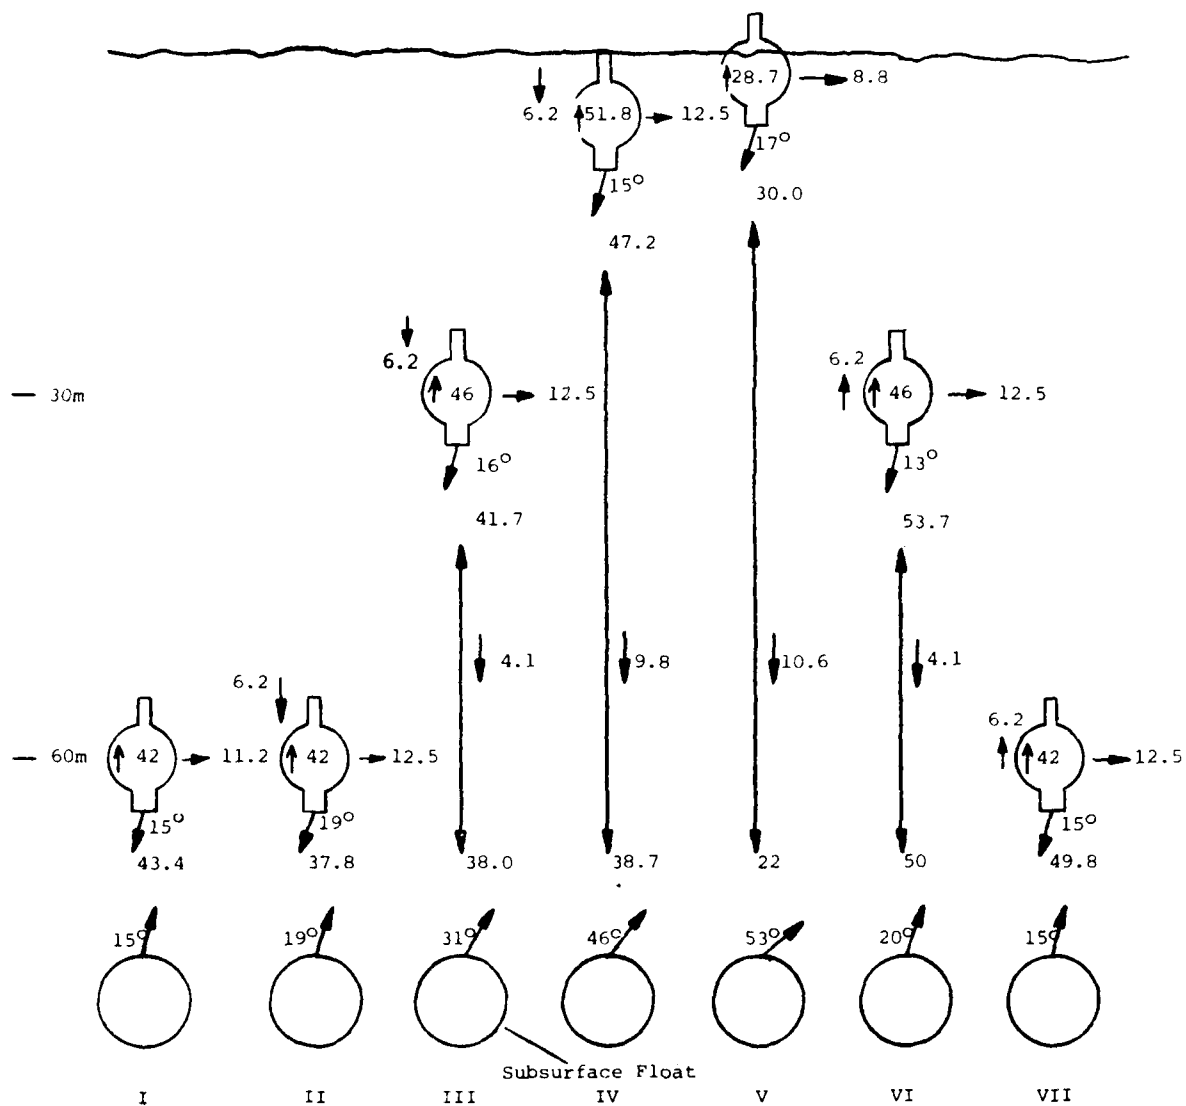 28.7 8.8
6.2 51.8 12.5
17°
15°
30.0
47.2
6.2 6.2
30m 46 12.5 46 12.5
16° 13°
41.7 53.7
4.1 9.8 10.6 4.1
6.2 6.2
60m 42 11.2 42 12.5 42 12.5
15° 19° 15°
43.4 37.8 38.0 38.7 22 50 49.8
15° 19° 31° 46° 53° 20° 15°
Subsurface Float
I II III IV V VI VII